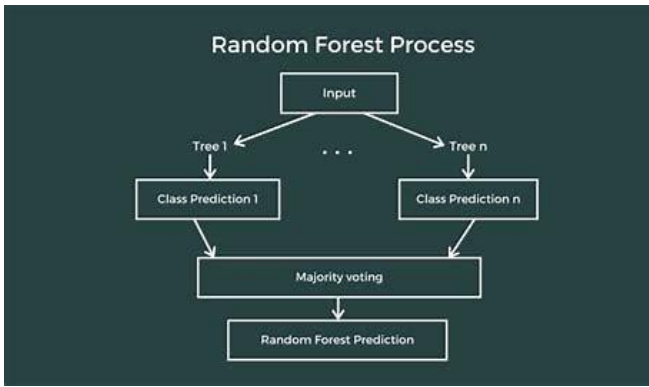 Random Forest Process
Input
Tree 1
. . .
Tree n
Class Prediction 1
Class Prediction n
Majority voting
Random Forest Prediction